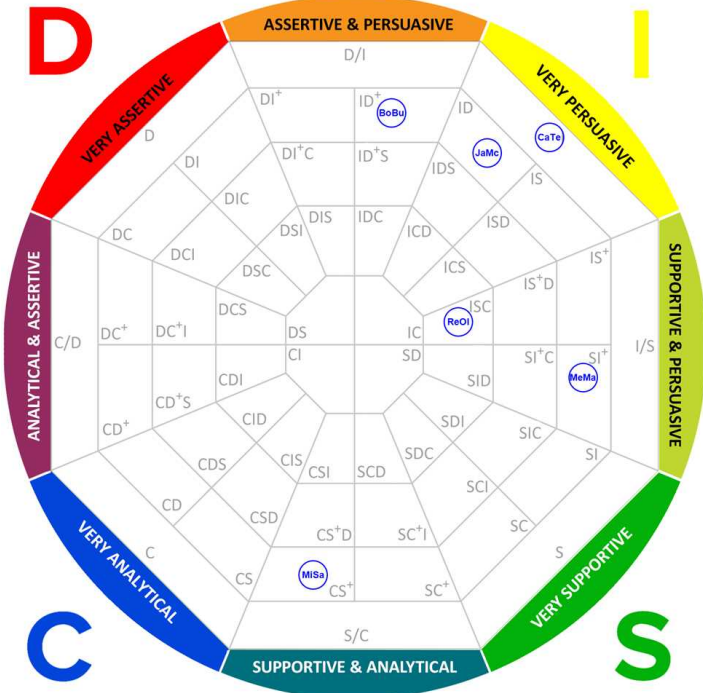 D
ASSERTIVE & PERSUASIVE
I
D/I
VERY ASSERTIVE
VERY PERSUASIVE
DI+
ID+
BoBu
ID
CaTe
D
DI
DI+C
ID+S
IDS
JaMc
IS
DIC
DIS
IDC
ISD
DSI
ICD
DC
DCI
DSC
ICS
IS+
IS+D
ANALYTICAL & ASSERTIVE
C/D
DC+
DC+I
DCS
DS
IC
ISC
ReOl
I/S
SUPPORTIVE & PERSUASIVE
CI
SD
SI+C
SI+
MeMa
CDI
SID
CD+
CD+S
CID
SDI
SIC
SI
CDS
CIS
CSI
SCD
SDC
SCI
CD
CSD
CS+D
SC+I
SC
C
S
MiSa
CS
CS+
SC+
VERY ANALYTICAL
VERY SUPPORTIVE
S/C
C
SUPPORTIVE & ANALYTICAL
S